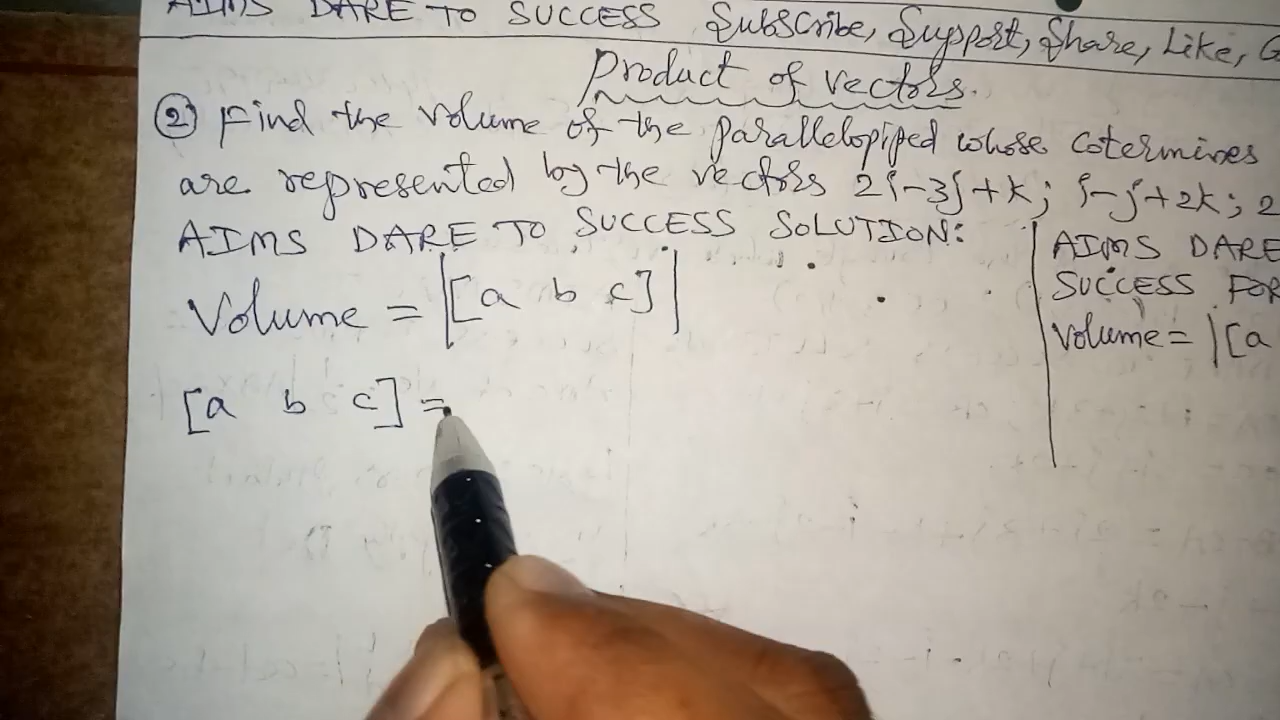 AIMS DARE TO SUCCESS Subscribe, Support, Share, Like,
Product of vectors.
② Find the volume of the parallelopiped whose cotermines
are represented by the vectors 2i-3j+k; i-j+2k; 2
AIMS DARE TO SUCCESS SOLUTION:
Volume = |[a b c]|
[a b c] =
AIMS DARE
SUCCESS FOR
Volume = |[a